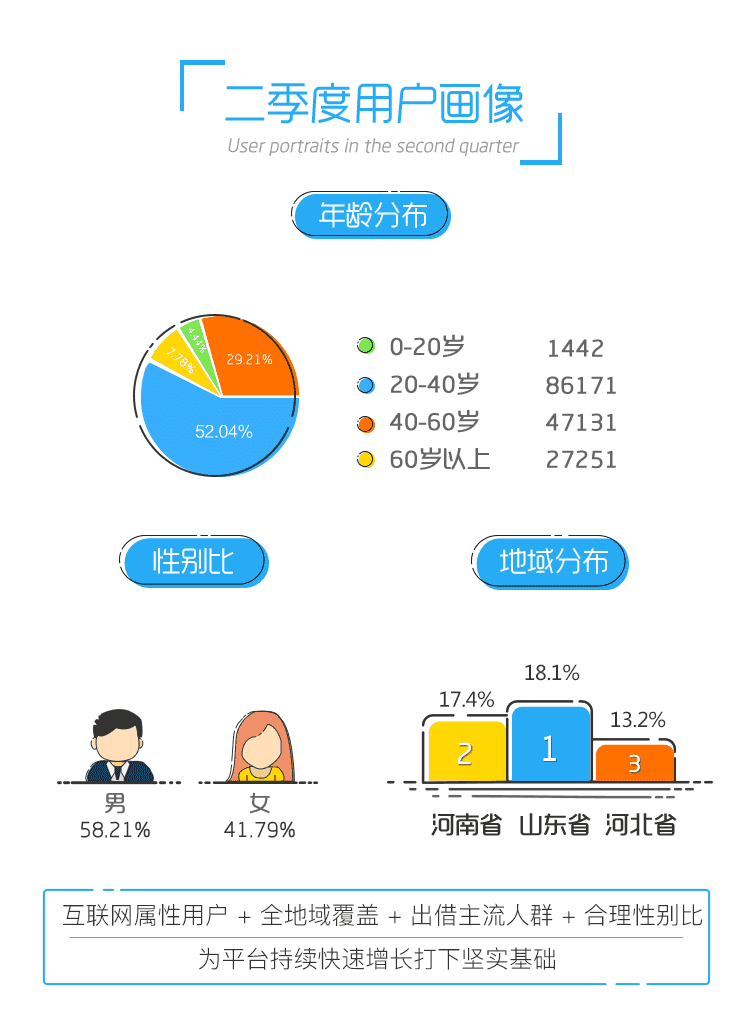 二季度用户画像
User portraits in the second quarter
年龄分布
4.44%
29.21%
7.78%
52.04%
0-20岁 1442
20-40岁 86171
40-60岁 47131
60岁以上 27251
性别比
地域分布
18.1%
17.4%
13.2%
2
1
3
男
女
58.21%
41.79%
河南省 山东省 河北省
互联网属性用户 + 全地域覆盖 + 出借主流人群 + 合理性别比
为平台持续快速增长打下坚实基础